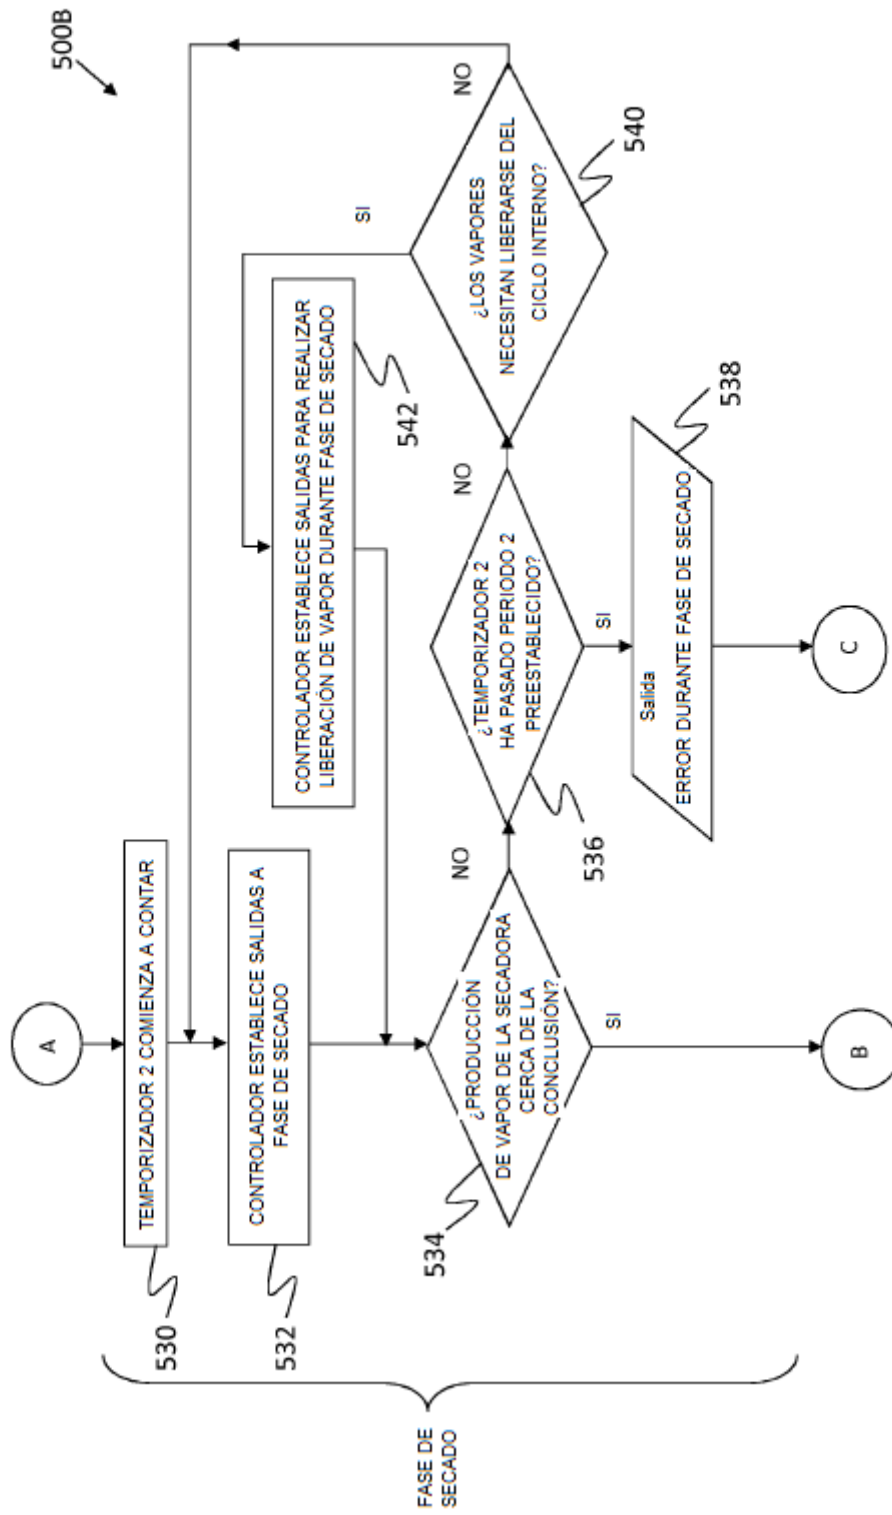 500B
A
TEMPORIZADOR 2 COMIENZA A CONTAR
530
CONTROLADOR ESTABLECE SALIDAS A
FASE DE SECADO
532
CONTROLADOR ESTABLECE SALIDAS PARA REALIZAR
LIBERACIÓN DE VAPOR DURANTE FASE DE SECADO
542
SI
¿PRODUCCIÓN
DE VAPOR DE LA SECADORA
CERCA DE LA
CONCLUSIÓN?
534
NO
¿TEMPORIZADOR 2
HA PASADO PERIODO 2
PREESTABLECIDO?
536
NO
¿LOS VAPORES
NECESITAN LIBERARSE DEL
CICLO INTERNO?
540
NO
SI
SI
Salida
ERROR DURANTE FASE DE SECADO
538
B
C
FASE DE
SECADO